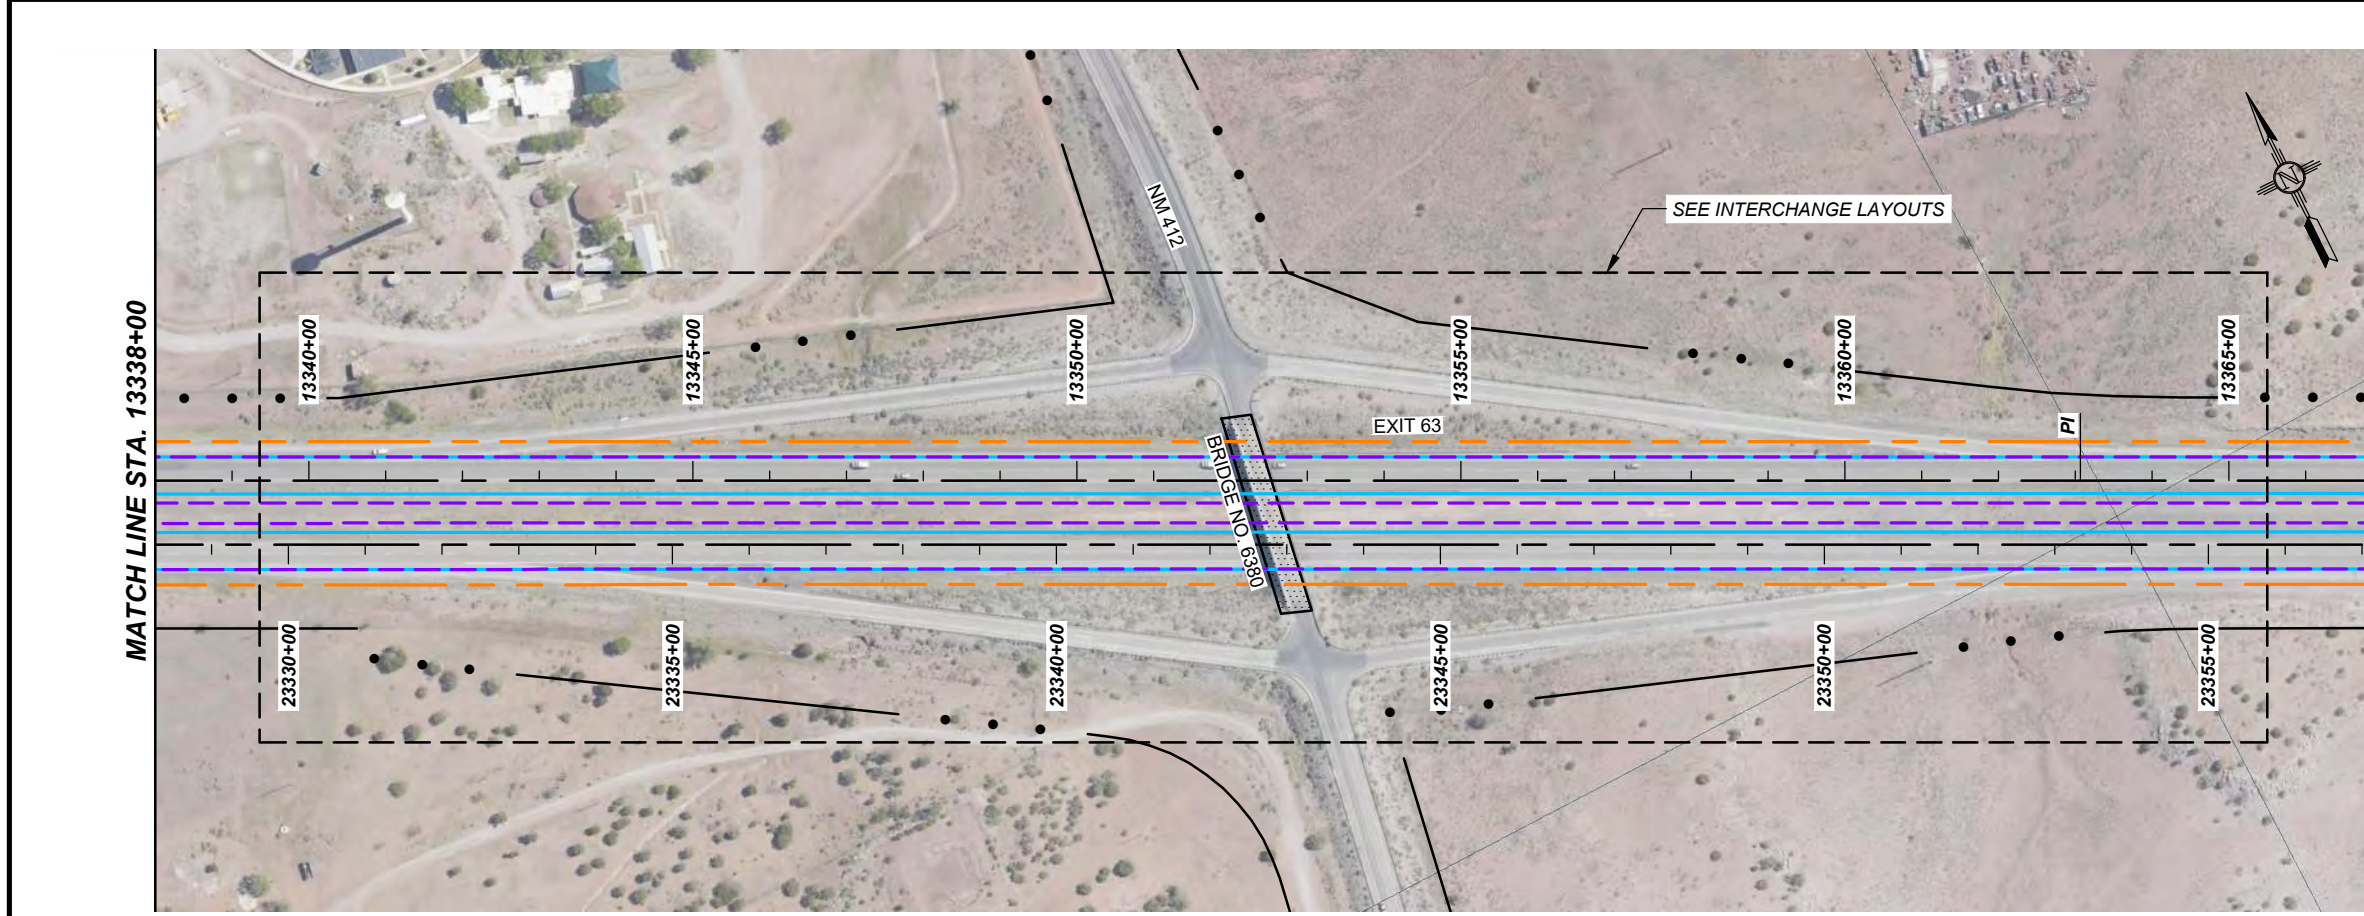 MATCH LINE STA. 13338+00
NM 412
SEE INTERCHANGE LAYOUTS
N
13340+00
13345+00
13350+00
13355+00
13360+00
13365+00
EXIT 63
PI
BRIDGE NO. 6380
23330+00
23335+00
23340+00
23345+00
23350+00
23355+00